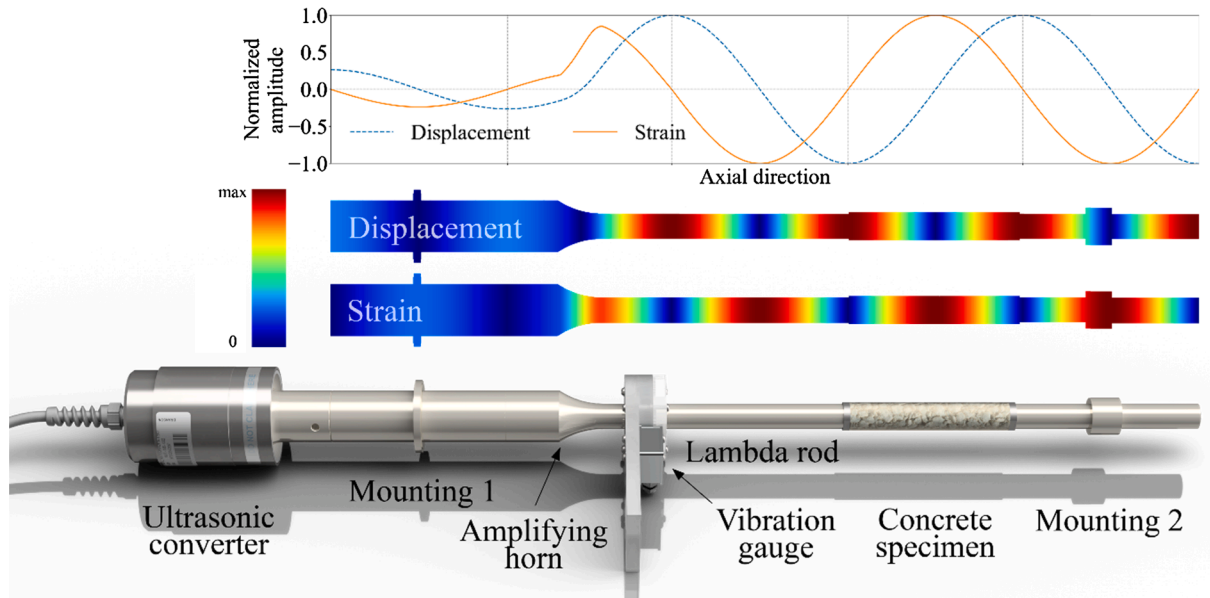 1.0
0.5
0.0
−0.5
−1.0
Normalized
amplitude
Displacement
Strain
Axial direction
max
0
Displacement
Strain
Mounting 1
Lambda rod
Ultrasonic
converter
Amplifying
horn
Vibration
gauge
Concrete
specimen
Mounting 2